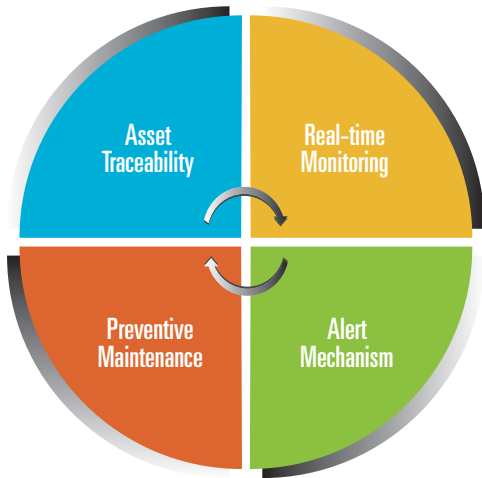 Asset
Traceability
Real-time
Monitoring
Preventive
Maintenance
Alert
Mechanism